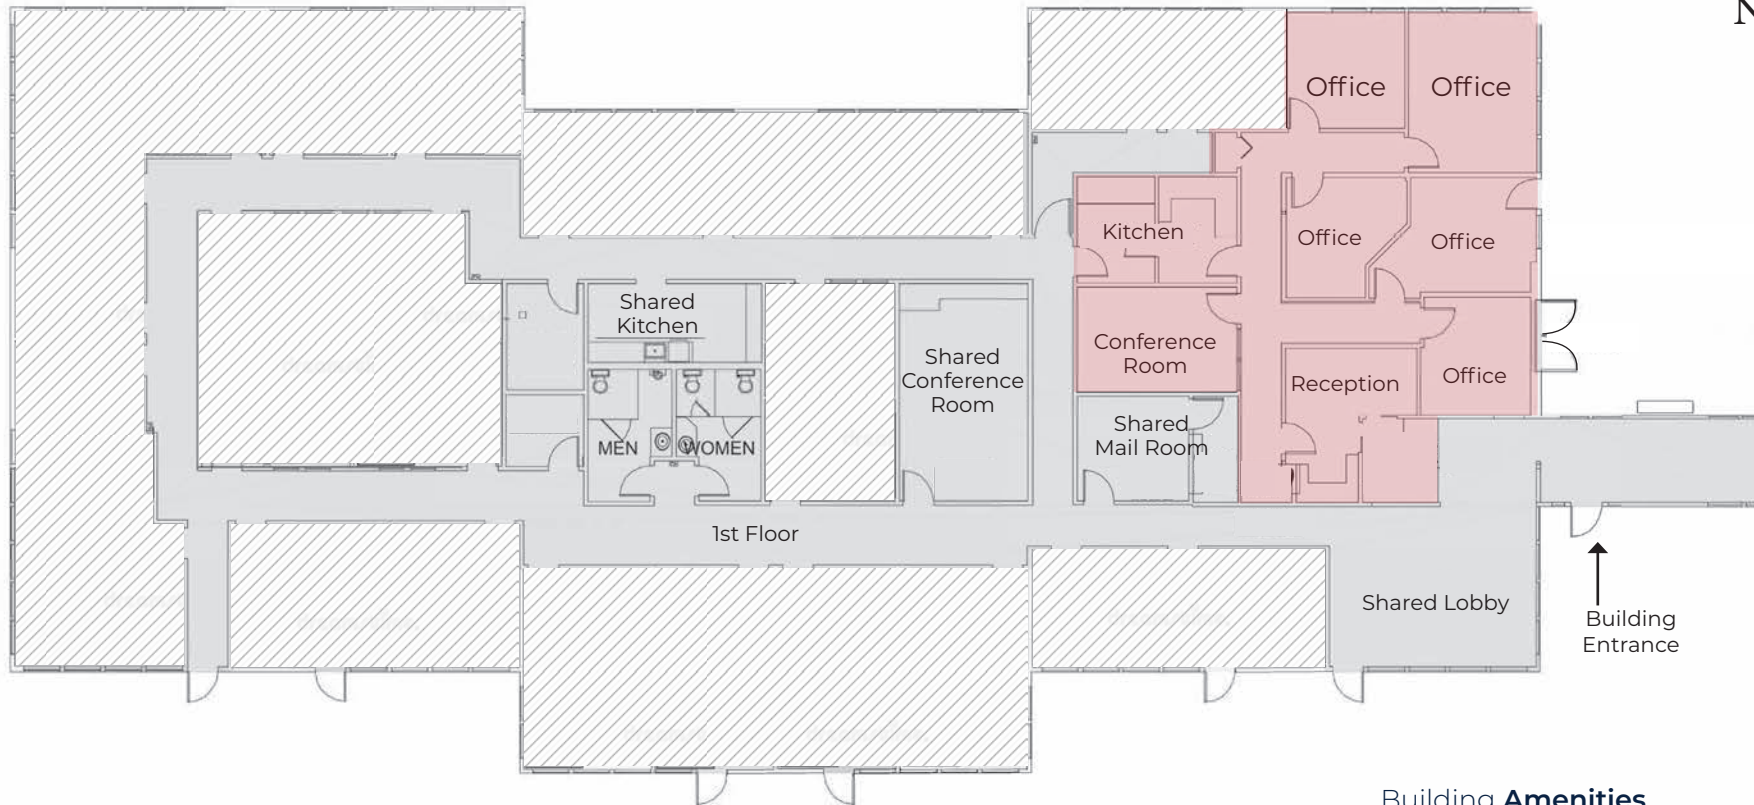 N
Office
Office
Kitchen
Office
Office
Shared
Kitchen
Conference
Room
Shared
Conference
Room
Reception
Office
Shared
Mail Room
MEN
WOMEN
1st Floor
Shared Lobby
Building
Entrance
Building Amenities